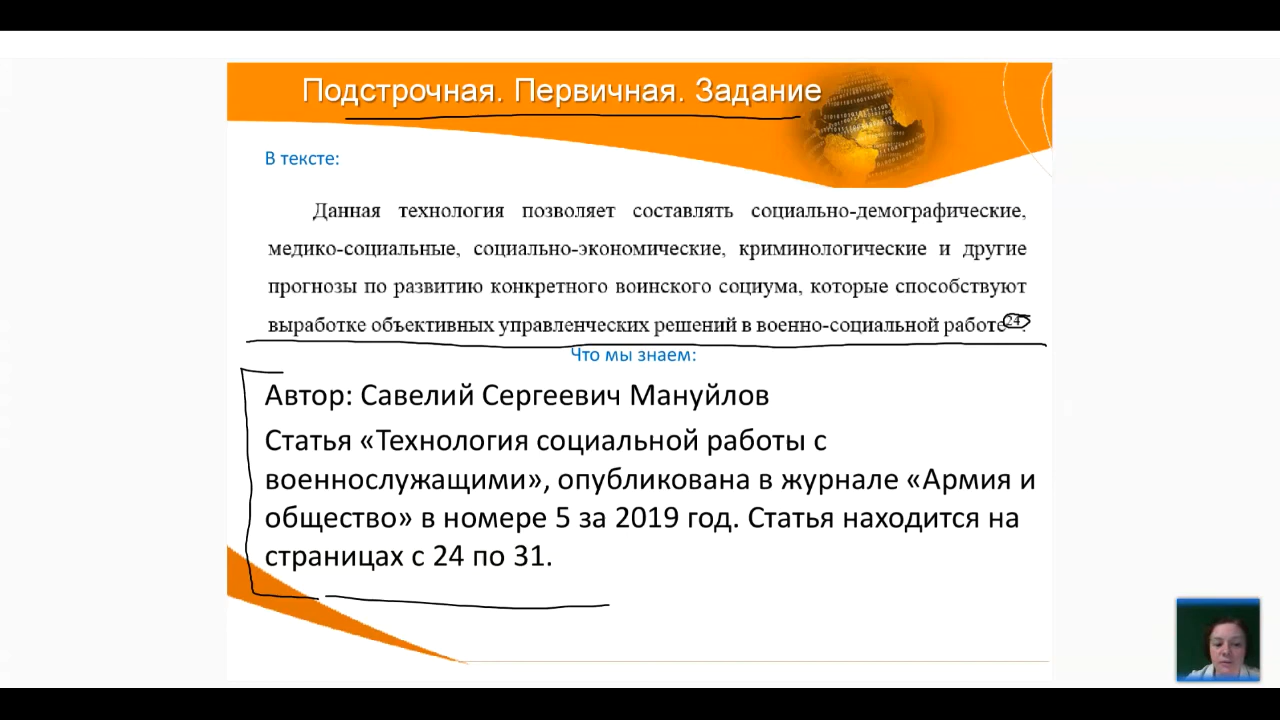 Подстрочная. Первичная. Задание
В тексте:
Данная технология позволяет составлять социально-демографические,
медико-социальные, социально-экономические, криминологические и другие
прогнозы по развитию конкретного воинского социума, которые способствуют
выработке объективных управленческих решений в военно-социальной работе24.
Что мы знаем:
Автор: Савелий Сергеевич Мануйлов
Статья «Технология социальной работы с
военнослужащими», опубликована в журнале «Армия и
общество» в номере 5 за 2019 год. Статья находится на
страницах с 24 по 31.